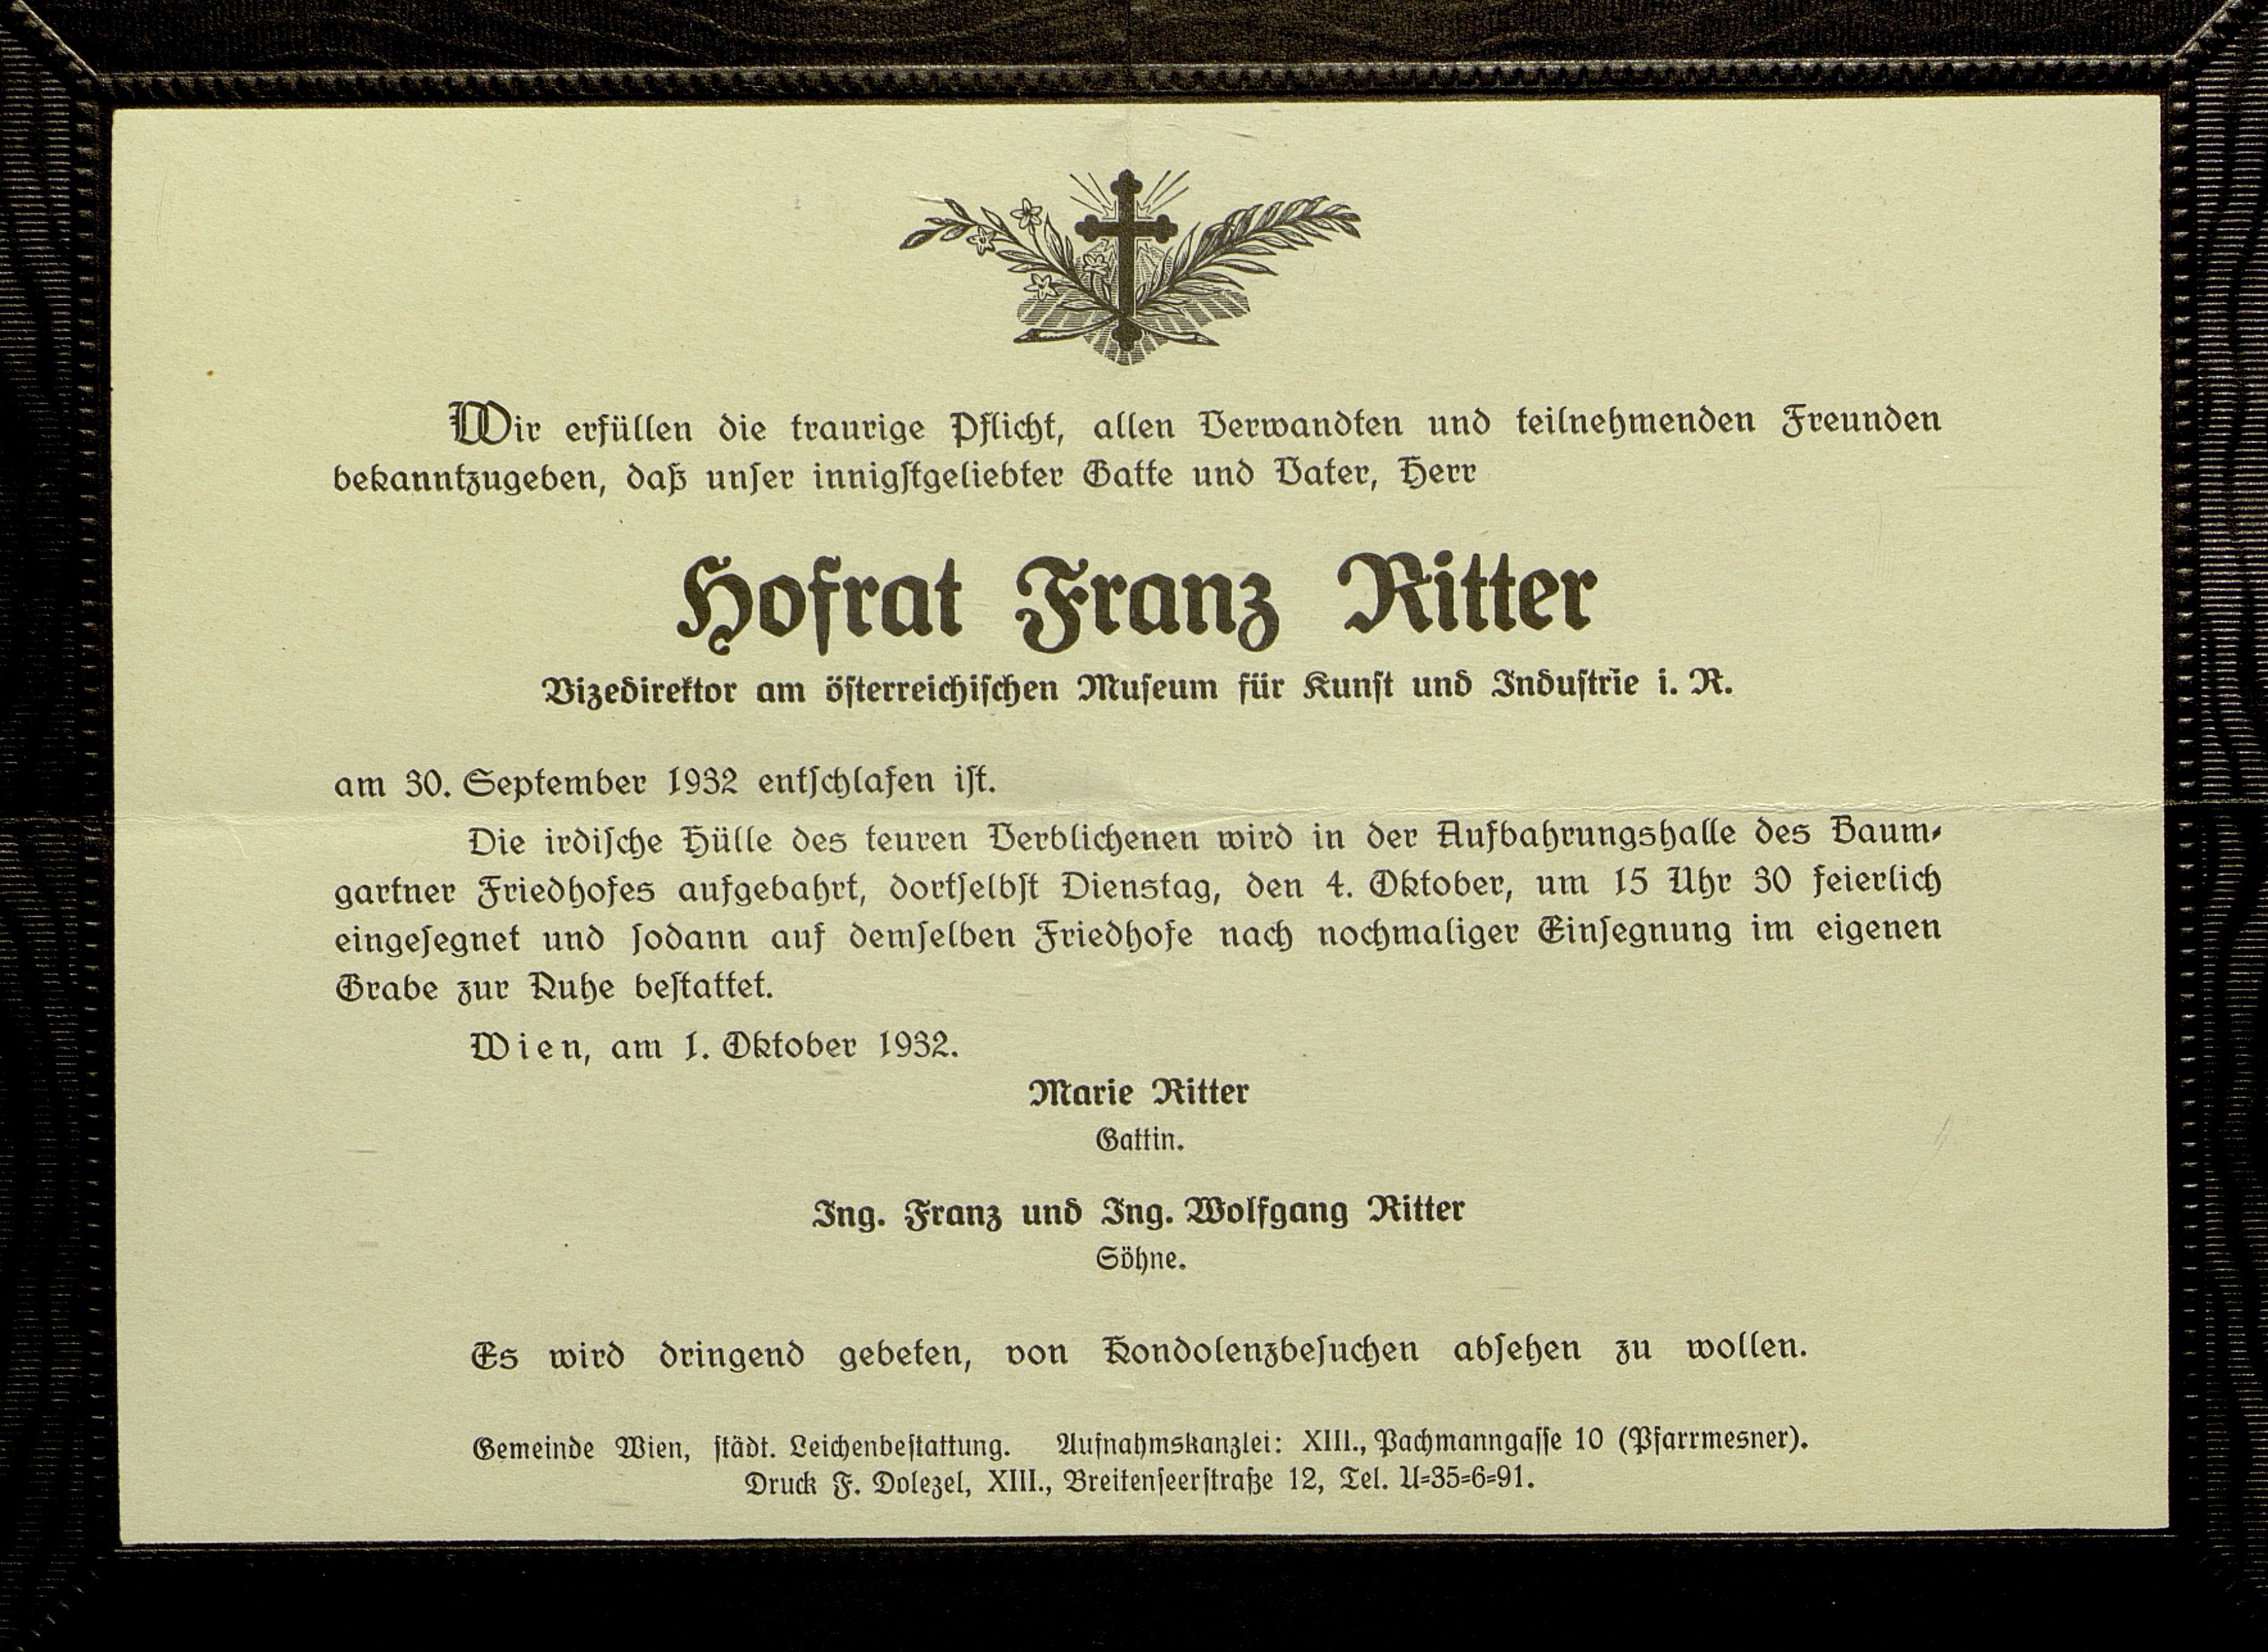 Wir erfüllen die traurige Pflicht, allen Verwandten und teilnehmenden Freunden
bekanntzugeben, daß unser innigstgeliebter Gatte und Vater, Herr
Hofrat Franz Ritter
Vizedirektor am österreichischen Museum für Kunst und Industrie i. R.
am 30. September 1932 entschlafen ist.
Die irdische Hülle des teuren Verblichenen wird in der Aufbahrungshalle des Baum-
gartner Friedhofes aufgebahrt, dortselbst Dienstag, den 4. Oktober, um 15 Uhr 30 feierlich
eingesegnet und sodann auf demselben Friedhofe nach nochmaliger Einsegnung im eigenen
Grabe zur Ruhe bestattet.
Wien, am 1. Oktober 1932.
Marie Ritter
Gattin.
Ing. Franz und Ing. Wolfgang Ritter
Söhne.
Es wird dringend gebeten, von Kondolenzbesuchen absehen zu wollen.
Gemeinde Wien, städt. Leichenbestattung. Aufnahmskanzlei: XIII., Pachmanngasse 10 (Pfarrmesner).
Druck F. Dolezel, XIII., Breitenseerstraße 12, Tel. U=35=6=91.